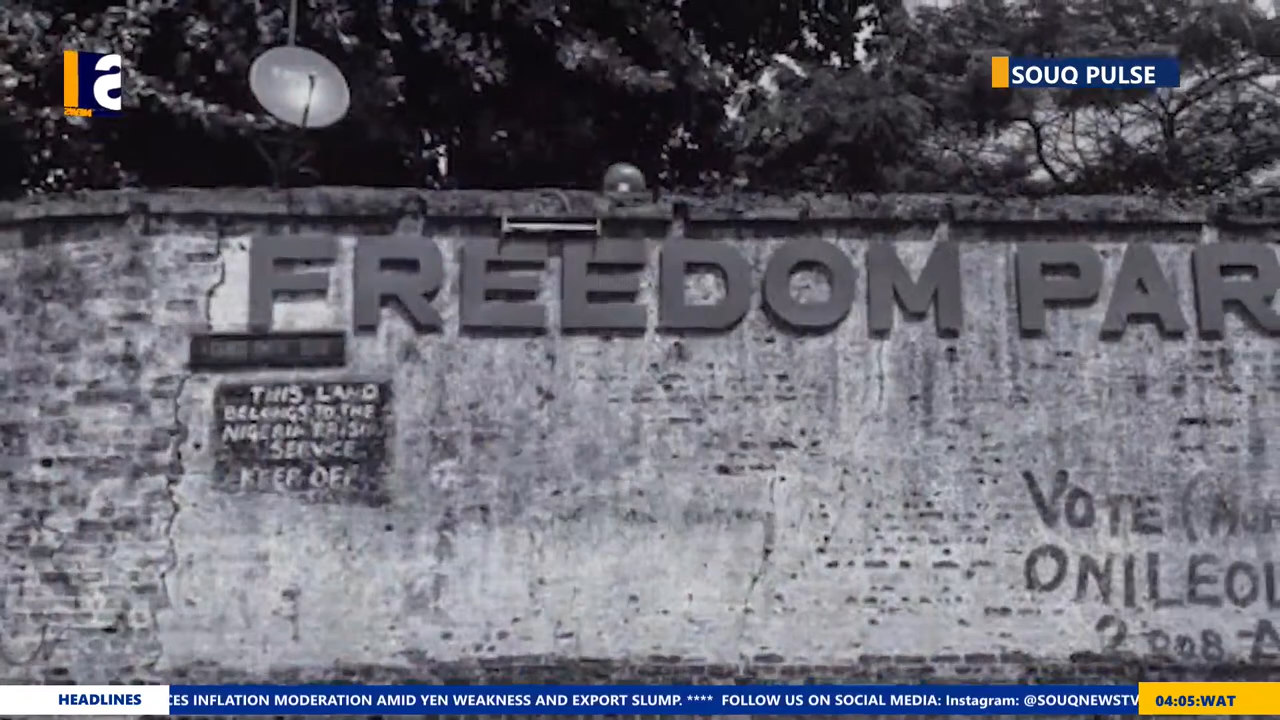 SOUQ PULSE
FREEDOM PAR
THIS LAND
BELONGS TO THE
NIGERIA PRISON
SERVICE
KEEP OFF
VOTE
ONILEOL
2008
HEADLINES
CES INFLATION MODERATION AMID YEN WEAKNESS AND EXPORT SLUMP. **** FOLLOW US ON SOCIAL MEDIA: Instagram: @SOUQNEWSTV
04:05:WAT